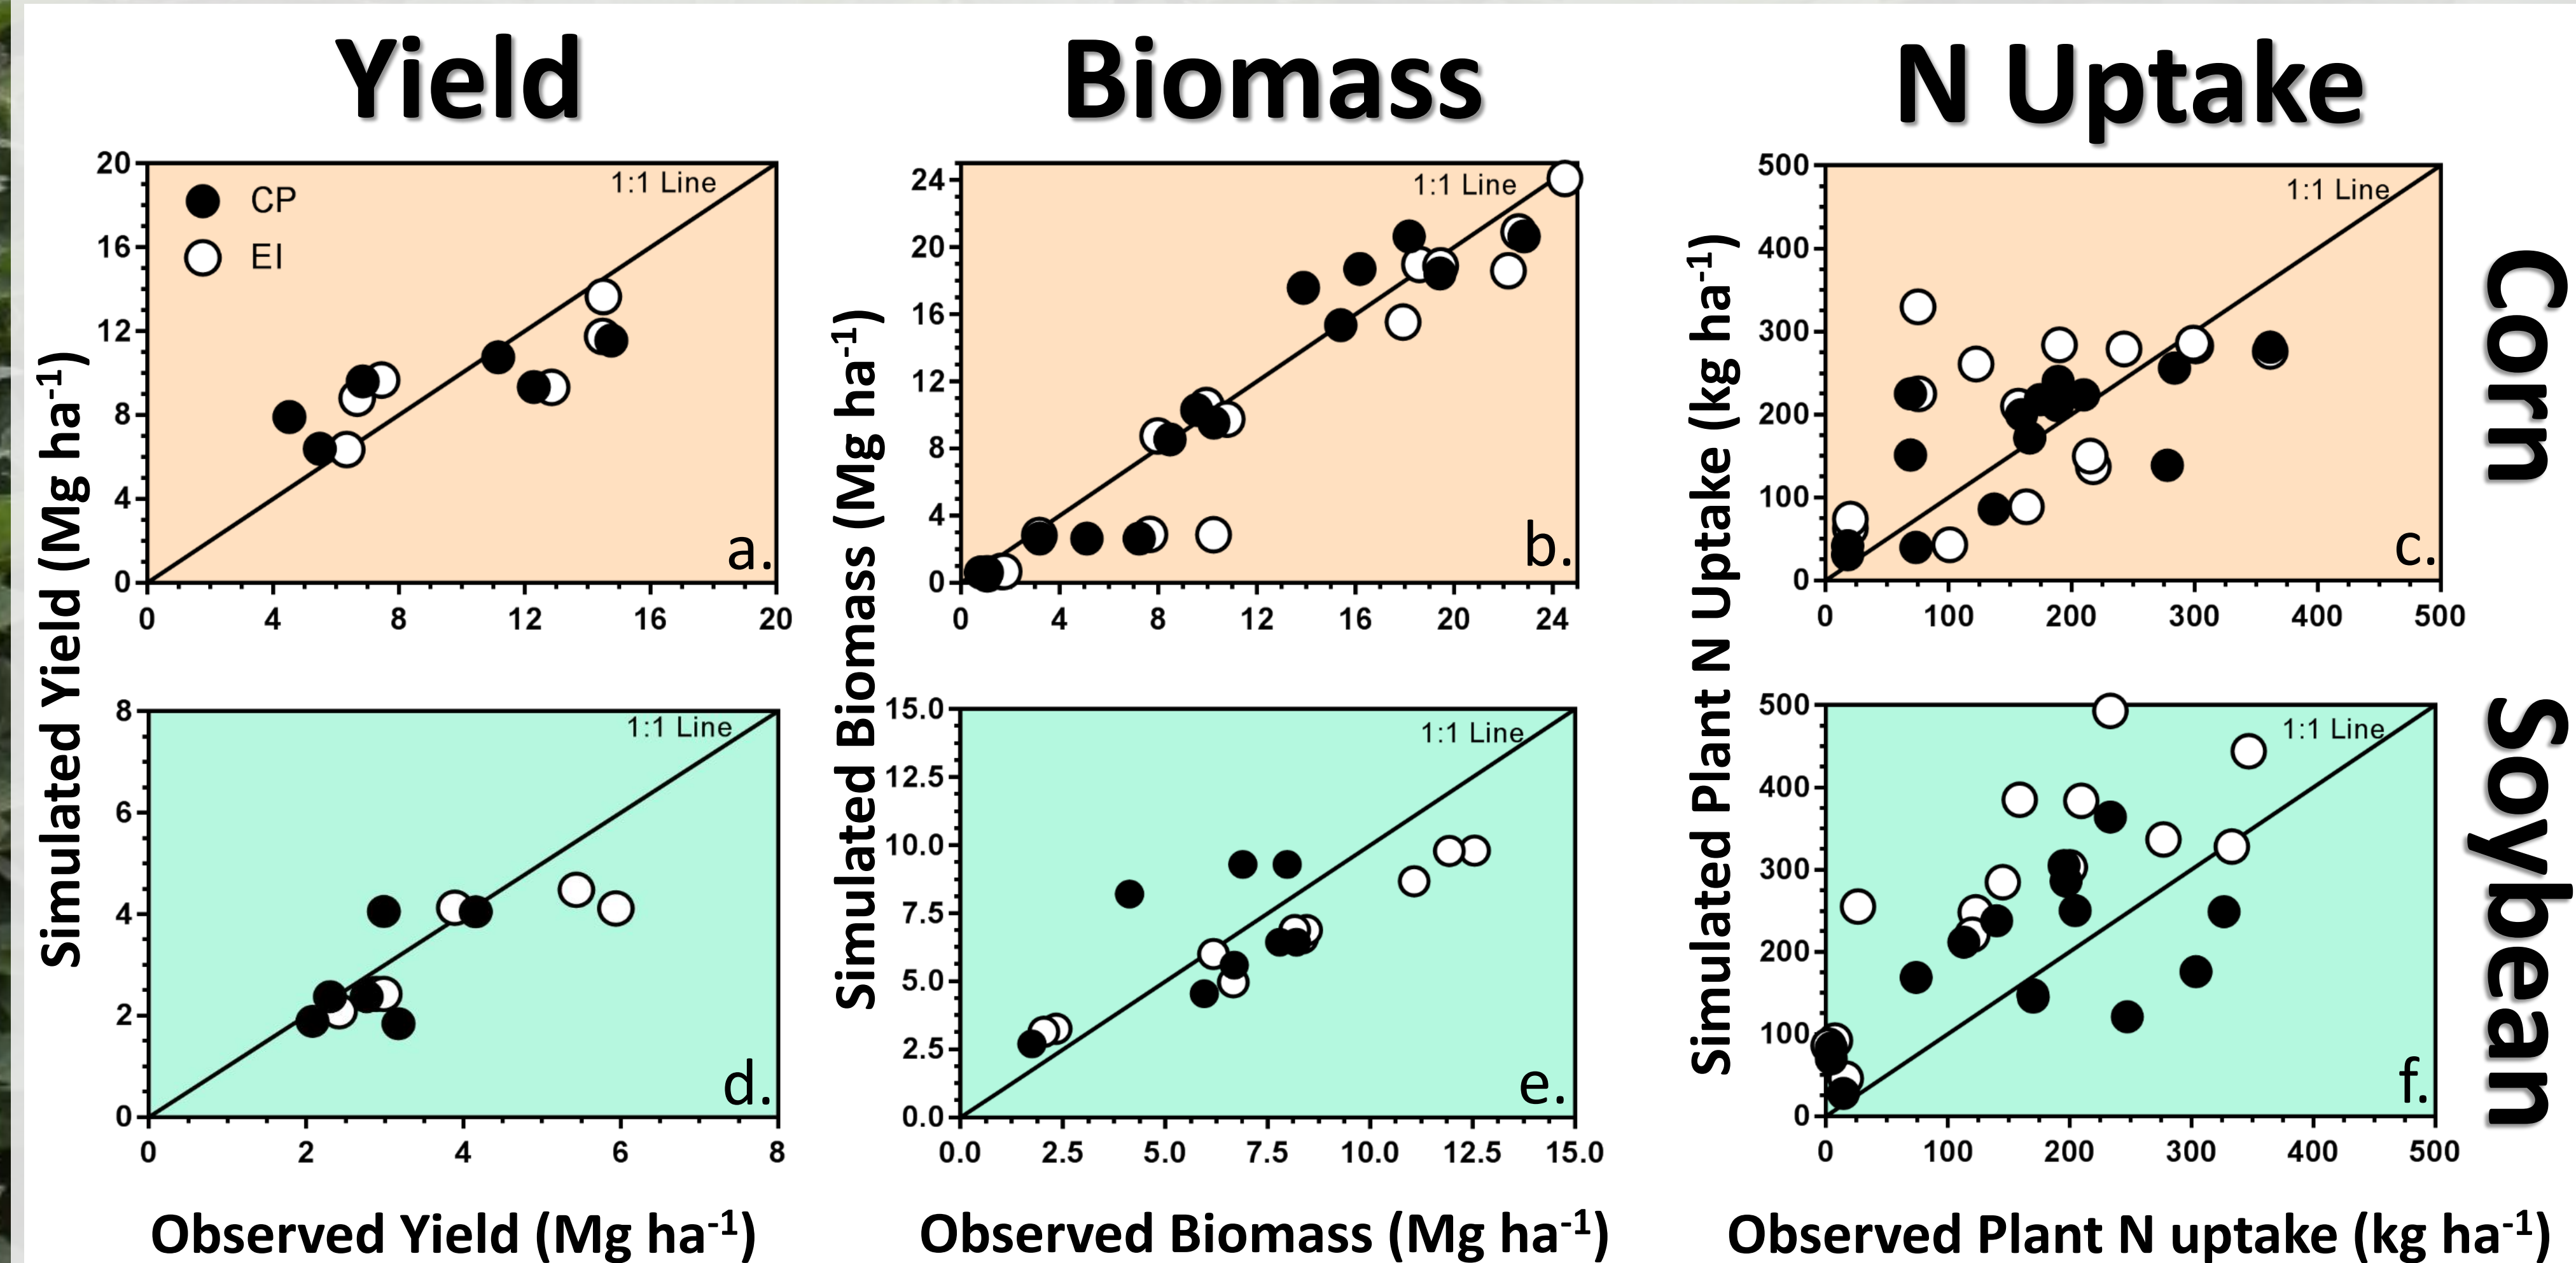 Yield
Biomass
N Uptake
Simulated Yield (Mg ha-1)
20
16
12
8
4
0
CP
EI
1:1 Line
a.
0 4 8 12 16 20
Simulated Biomass (Mg ha-1)
24
20
16
12
8
4
0
1:1 Line
b.
0 4 8 12 16 20 24
Simulated Plant N Uptake (kg ha-1)
500
400
300
200
100
0
1:1 Line
c.
0 100 200 300 400 500
Corn
8
6
4
2
0
1:1 Line
d.
0 2 4 6 8
15.0
12.5
10.0
7.5
5.0
2.5
0.0
1:1 Line
e.
0.0 2.5 5.0 7.5 10.0 12.5 15.0
500
400
300
200
100
0
1:1 Line
f.
0 100 200 300 400 500
Soybean
Observed Yield (Mg ha-1)
Observed Biomass (Mg ha-1)
Observed Plant N uptake (kg ha-1)